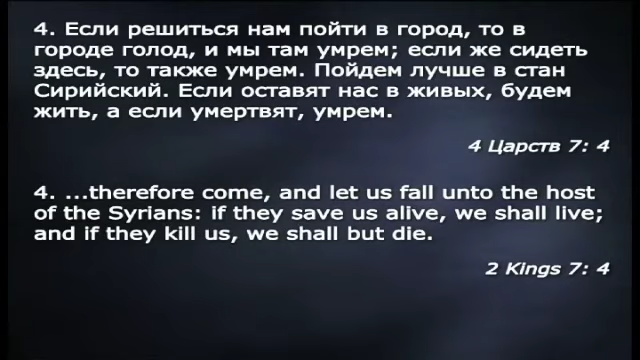 4. Если решиться нам пойти в город, то в
городе голод, и мы там умрем; если же сидеть
здесь, то также умрем. Пойдем лучше в стан
Сирийский. Если оставят нас в живых, будем
жить, а если умертвят, умрем.
4 Царств 7: 4
4. ...therefore come, and let us fall unto the host
of the Syrians: if they save us alive, we shall live;
and if they kill us, we shall but die.
2 Kings 7: 4